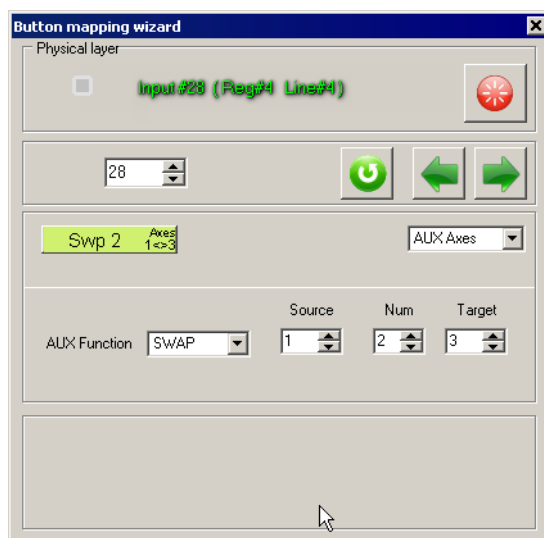 Button mapping wizard
Physical layer
Input#28 (Reg#4 Line#4)
28
Swp 2 Axes 1<>3
AUX Axes
Source Num Target
AUX Function SWAP 1 2 3